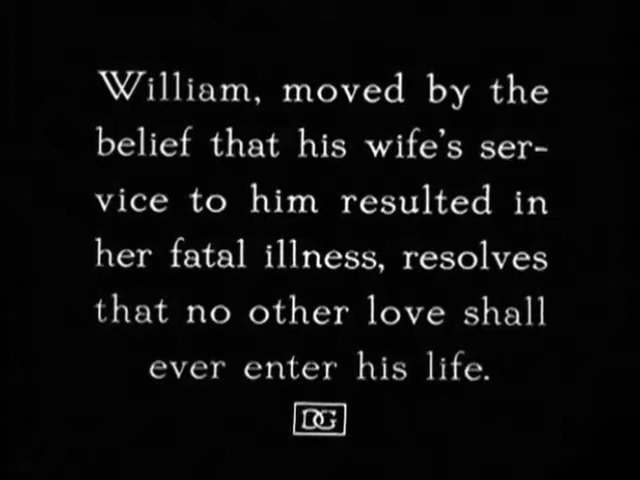 William, moved by the
belief that his wife's ser-
vice to him resulted in
her fatal illness, resolves
that no other love shall
ever enter his life.
DG